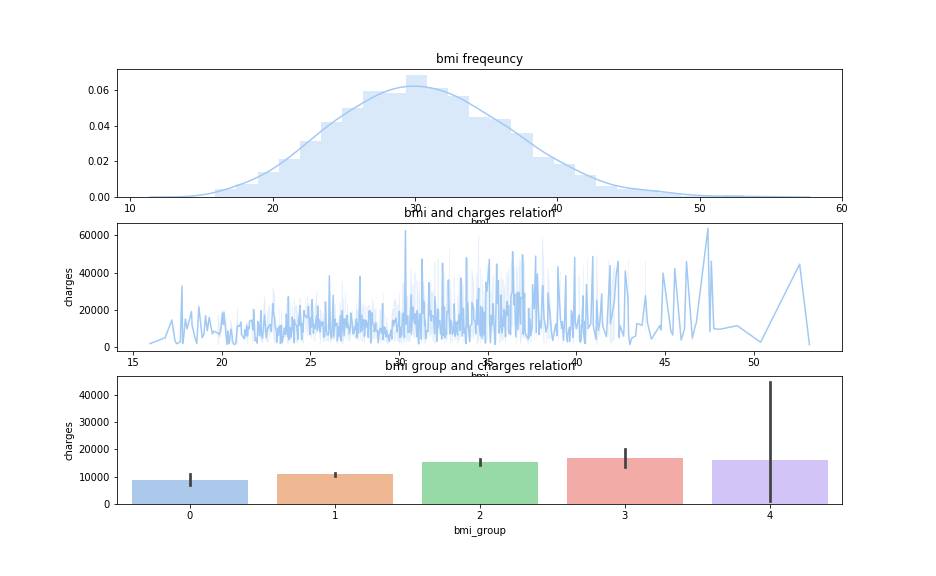 bmi freqeuncy
0.06
0.04
0.02
0.00
10 20 30 40 50 60
bmi
bmi and charges relation
60000
40000
20000
0
charges
15 20 25 30 35 40 45 50
bmi
bmi group and charges relation
40000
30000
20000
10000
0
charges
0 1 2 3 4
bmi_group